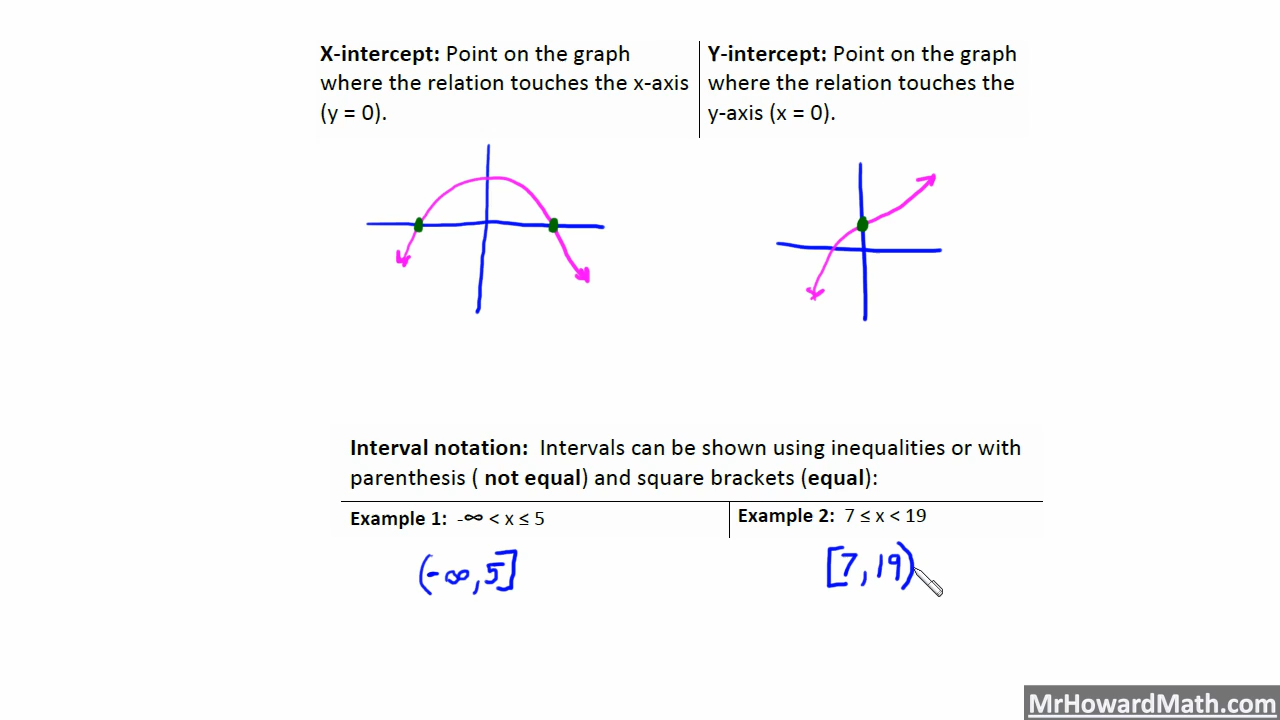 X-intercept: Point on the graph
where the relation touches the x-axis
(y = 0).
Y-intercept: Point on the graph
where the relation touches the
y-axis (x = 0).
Interval notation:  Intervals can be shown using inequalities or with
parenthesis ( not equal) and square brackets (equal):
Example 1:  -∞ < x ≤ 5
(-∞,5]
Example 2:  7 ≤ x < 19
[7,19)
MrHowardMath.com